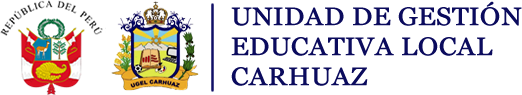 REPÚBLICA DEL PERÚ
UGEL CARHUAZ
UNIDAD DE GESTIÓN
EDUCATIVA LOCAL
CARHUAZ